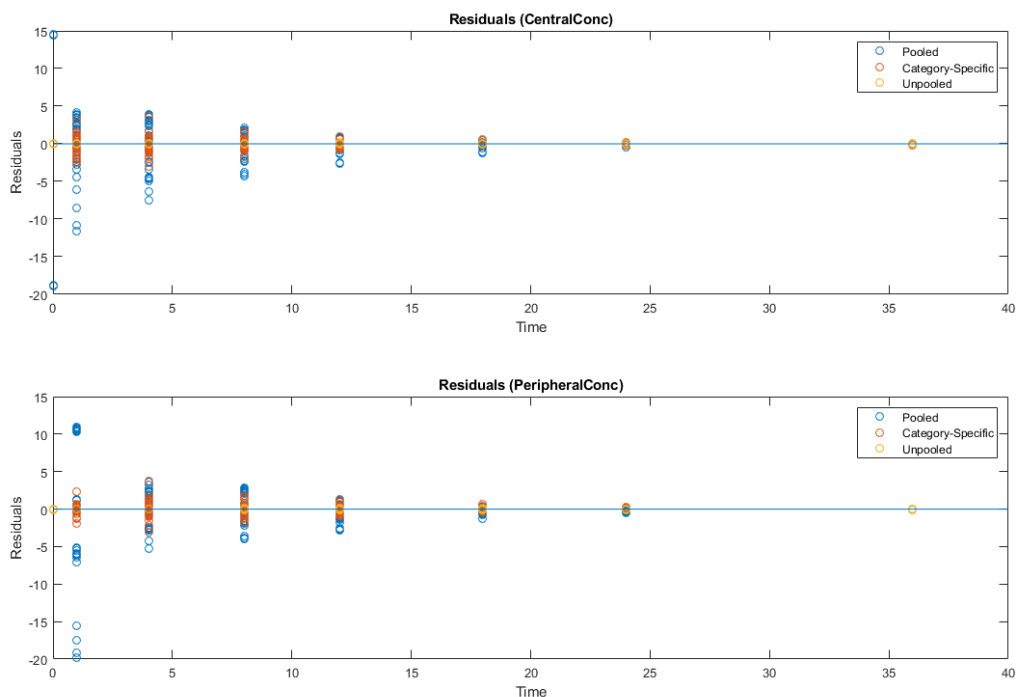 Residuals (CentralConc)
15
10
5
0
-5
-10
-15
-20
Residuals
0
5
10
15
20
25
30
35
40
Time
Pooled
Category-Specific
Unpooled
Residuals (PeripheralConc)
15
10
5
0
-5
-10
-15
-20
Residuals
0
5
10
15
20
25
30
35
40
Time
Pooled
Category-Specific
Unpooled